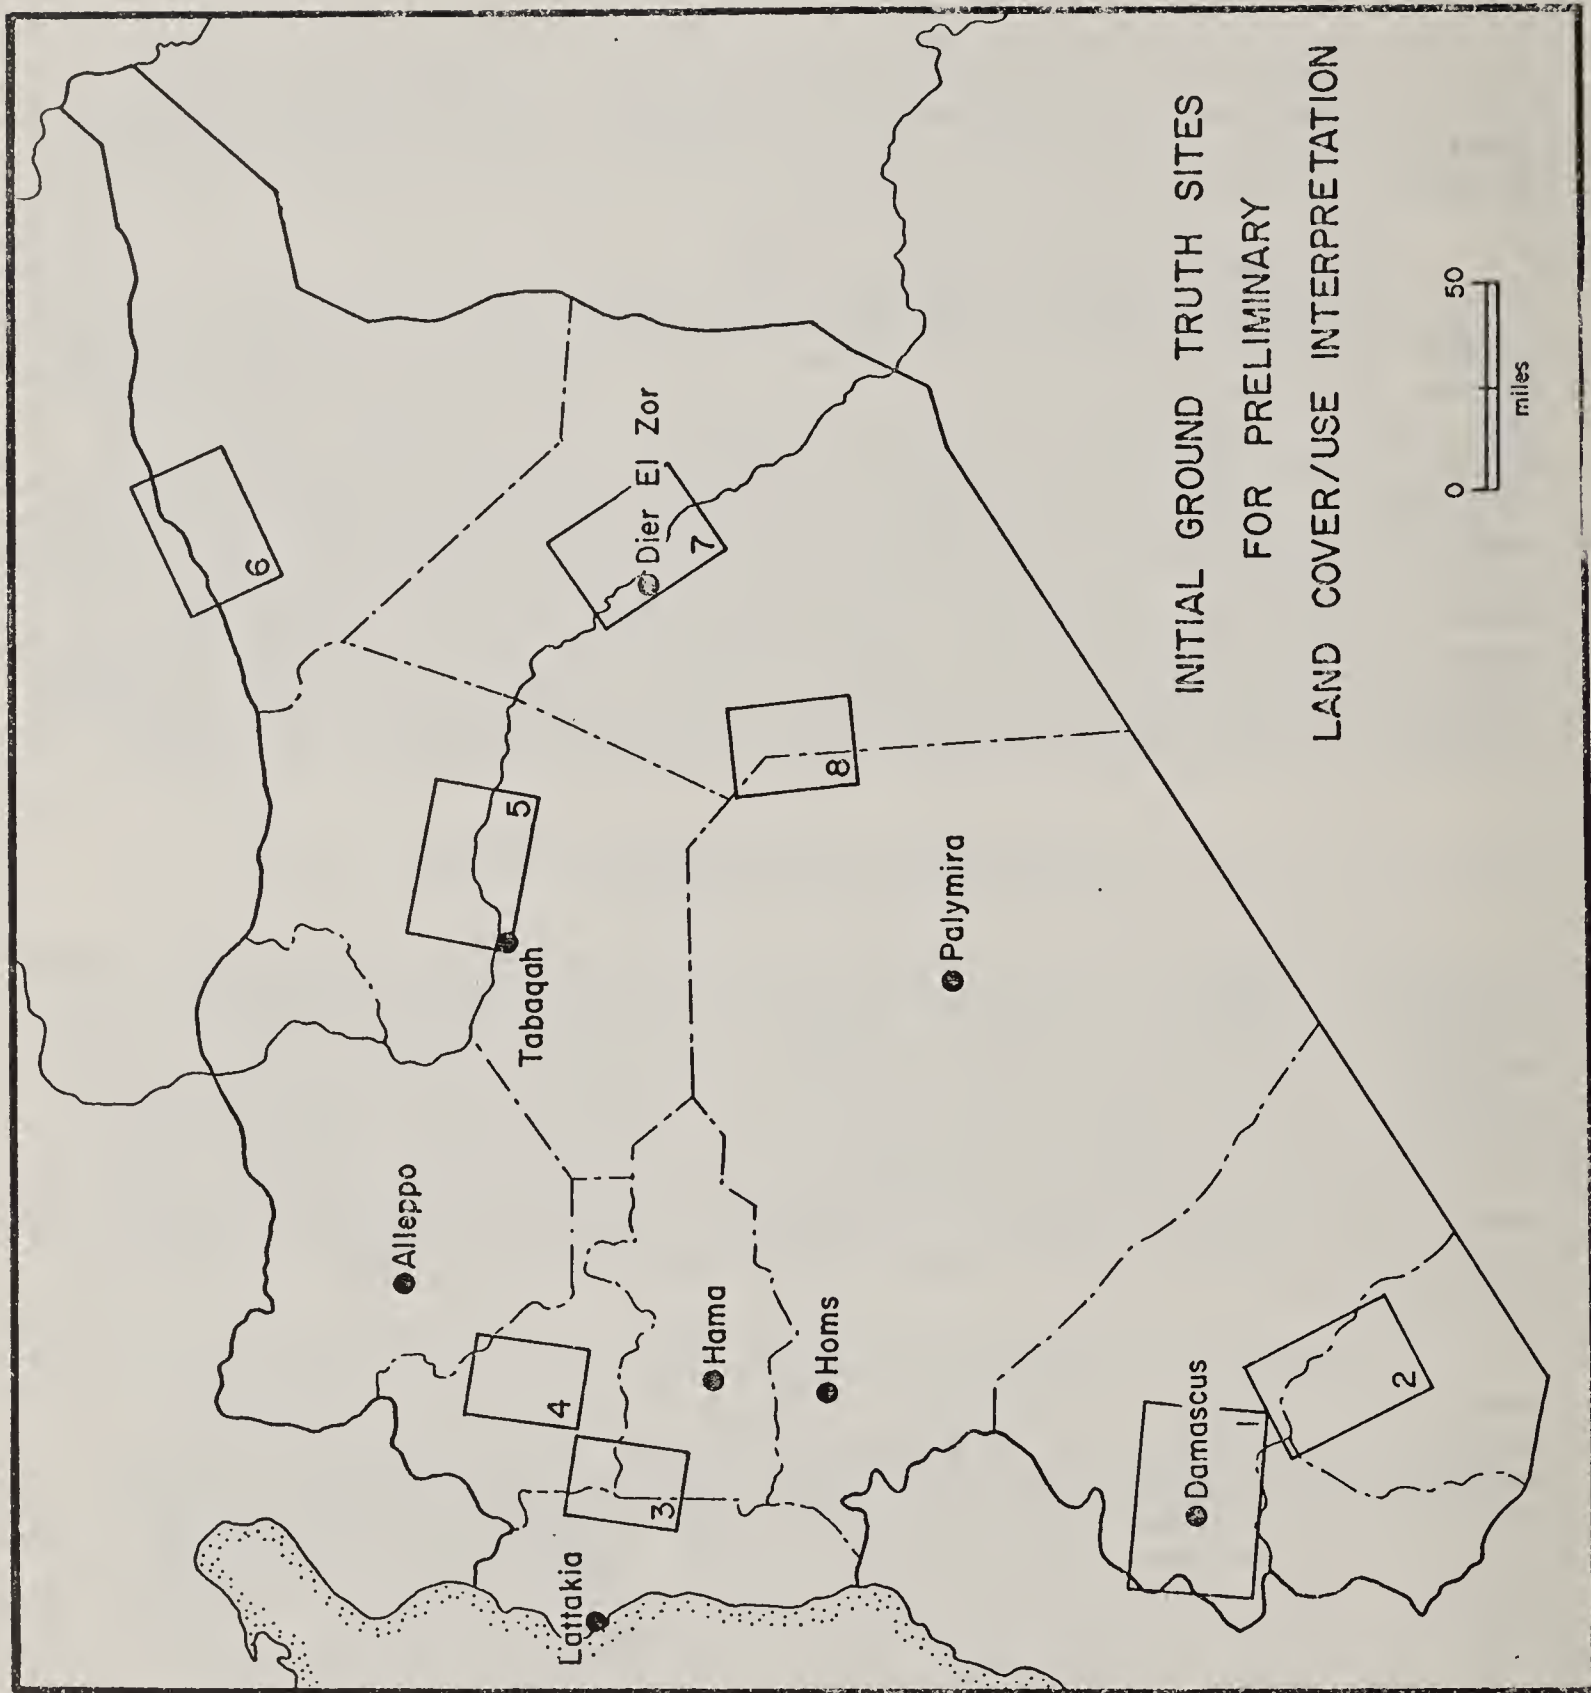 6
Alleppo
5
Tabaqah
4
Dier El Zor
7
3
Lattakia
Hama
8
Homs
Palymira
Damascus
1
2
INITIAL GROUND TRUTH SITES
FOR PRELIMINARY
LAND COVER/USE INTERPRETATION
0 50
miles